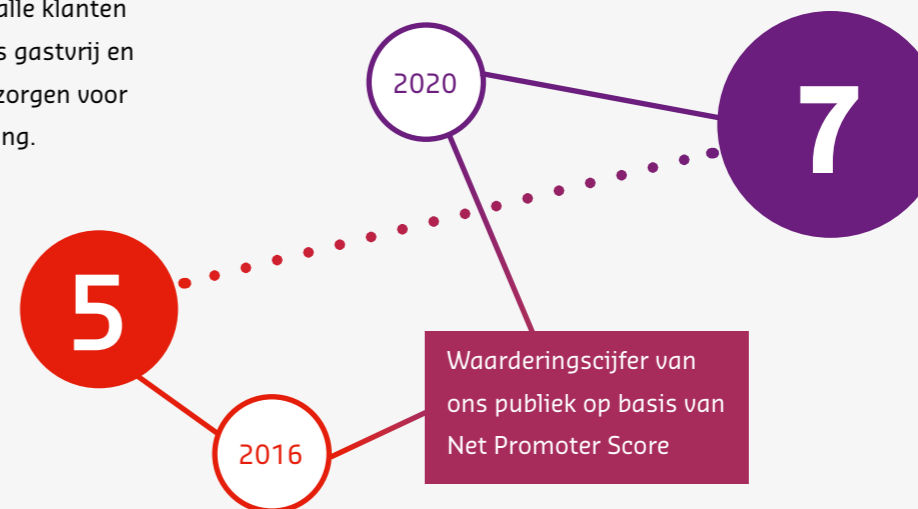 alle klanten
s gastvrij en
zorgen voor
ng.
2020
7
5
2016
Waarderingscijfer van
ons publiek op basis van
Net Promoter Score